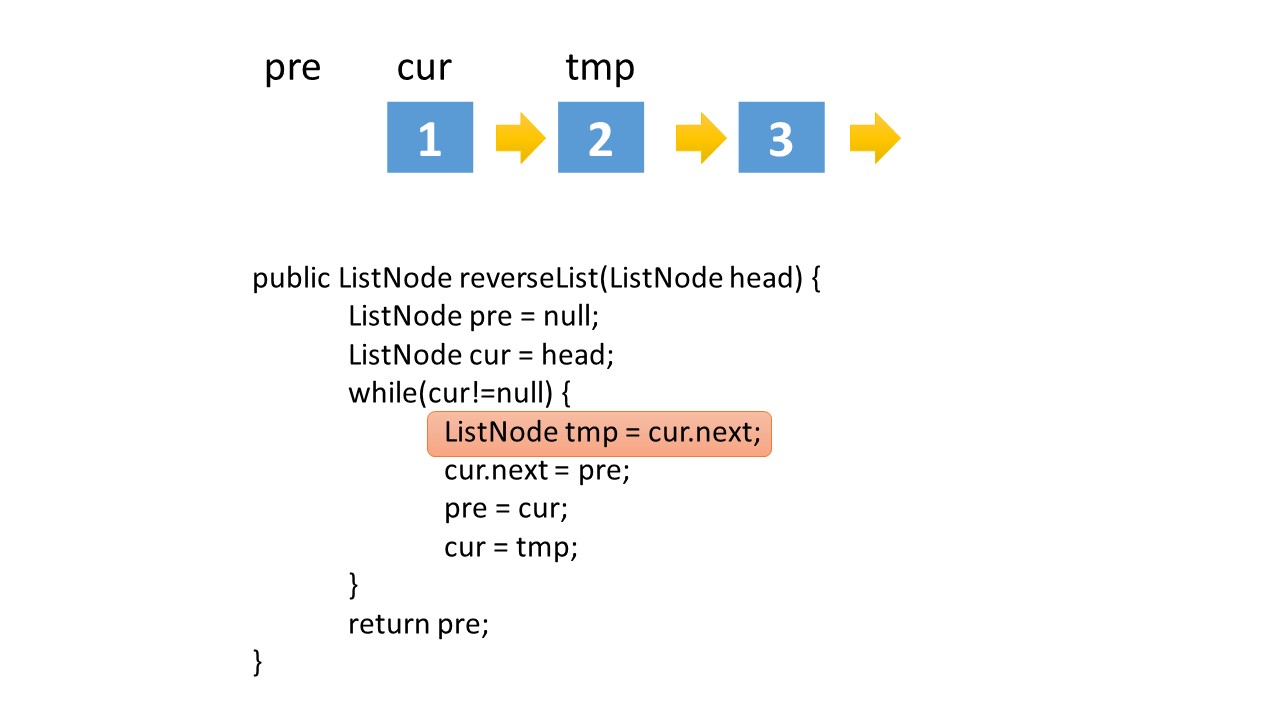 pre cur tmp
1 2 3
public ListNode reverseList(ListNode head) {
ListNode pre = null;
ListNode cur = head;
while(cur!=null) {
ListNode tmp = cur.next;
cur.next = pre;
pre = cur;
cur = tmp;
}
return pre;
}